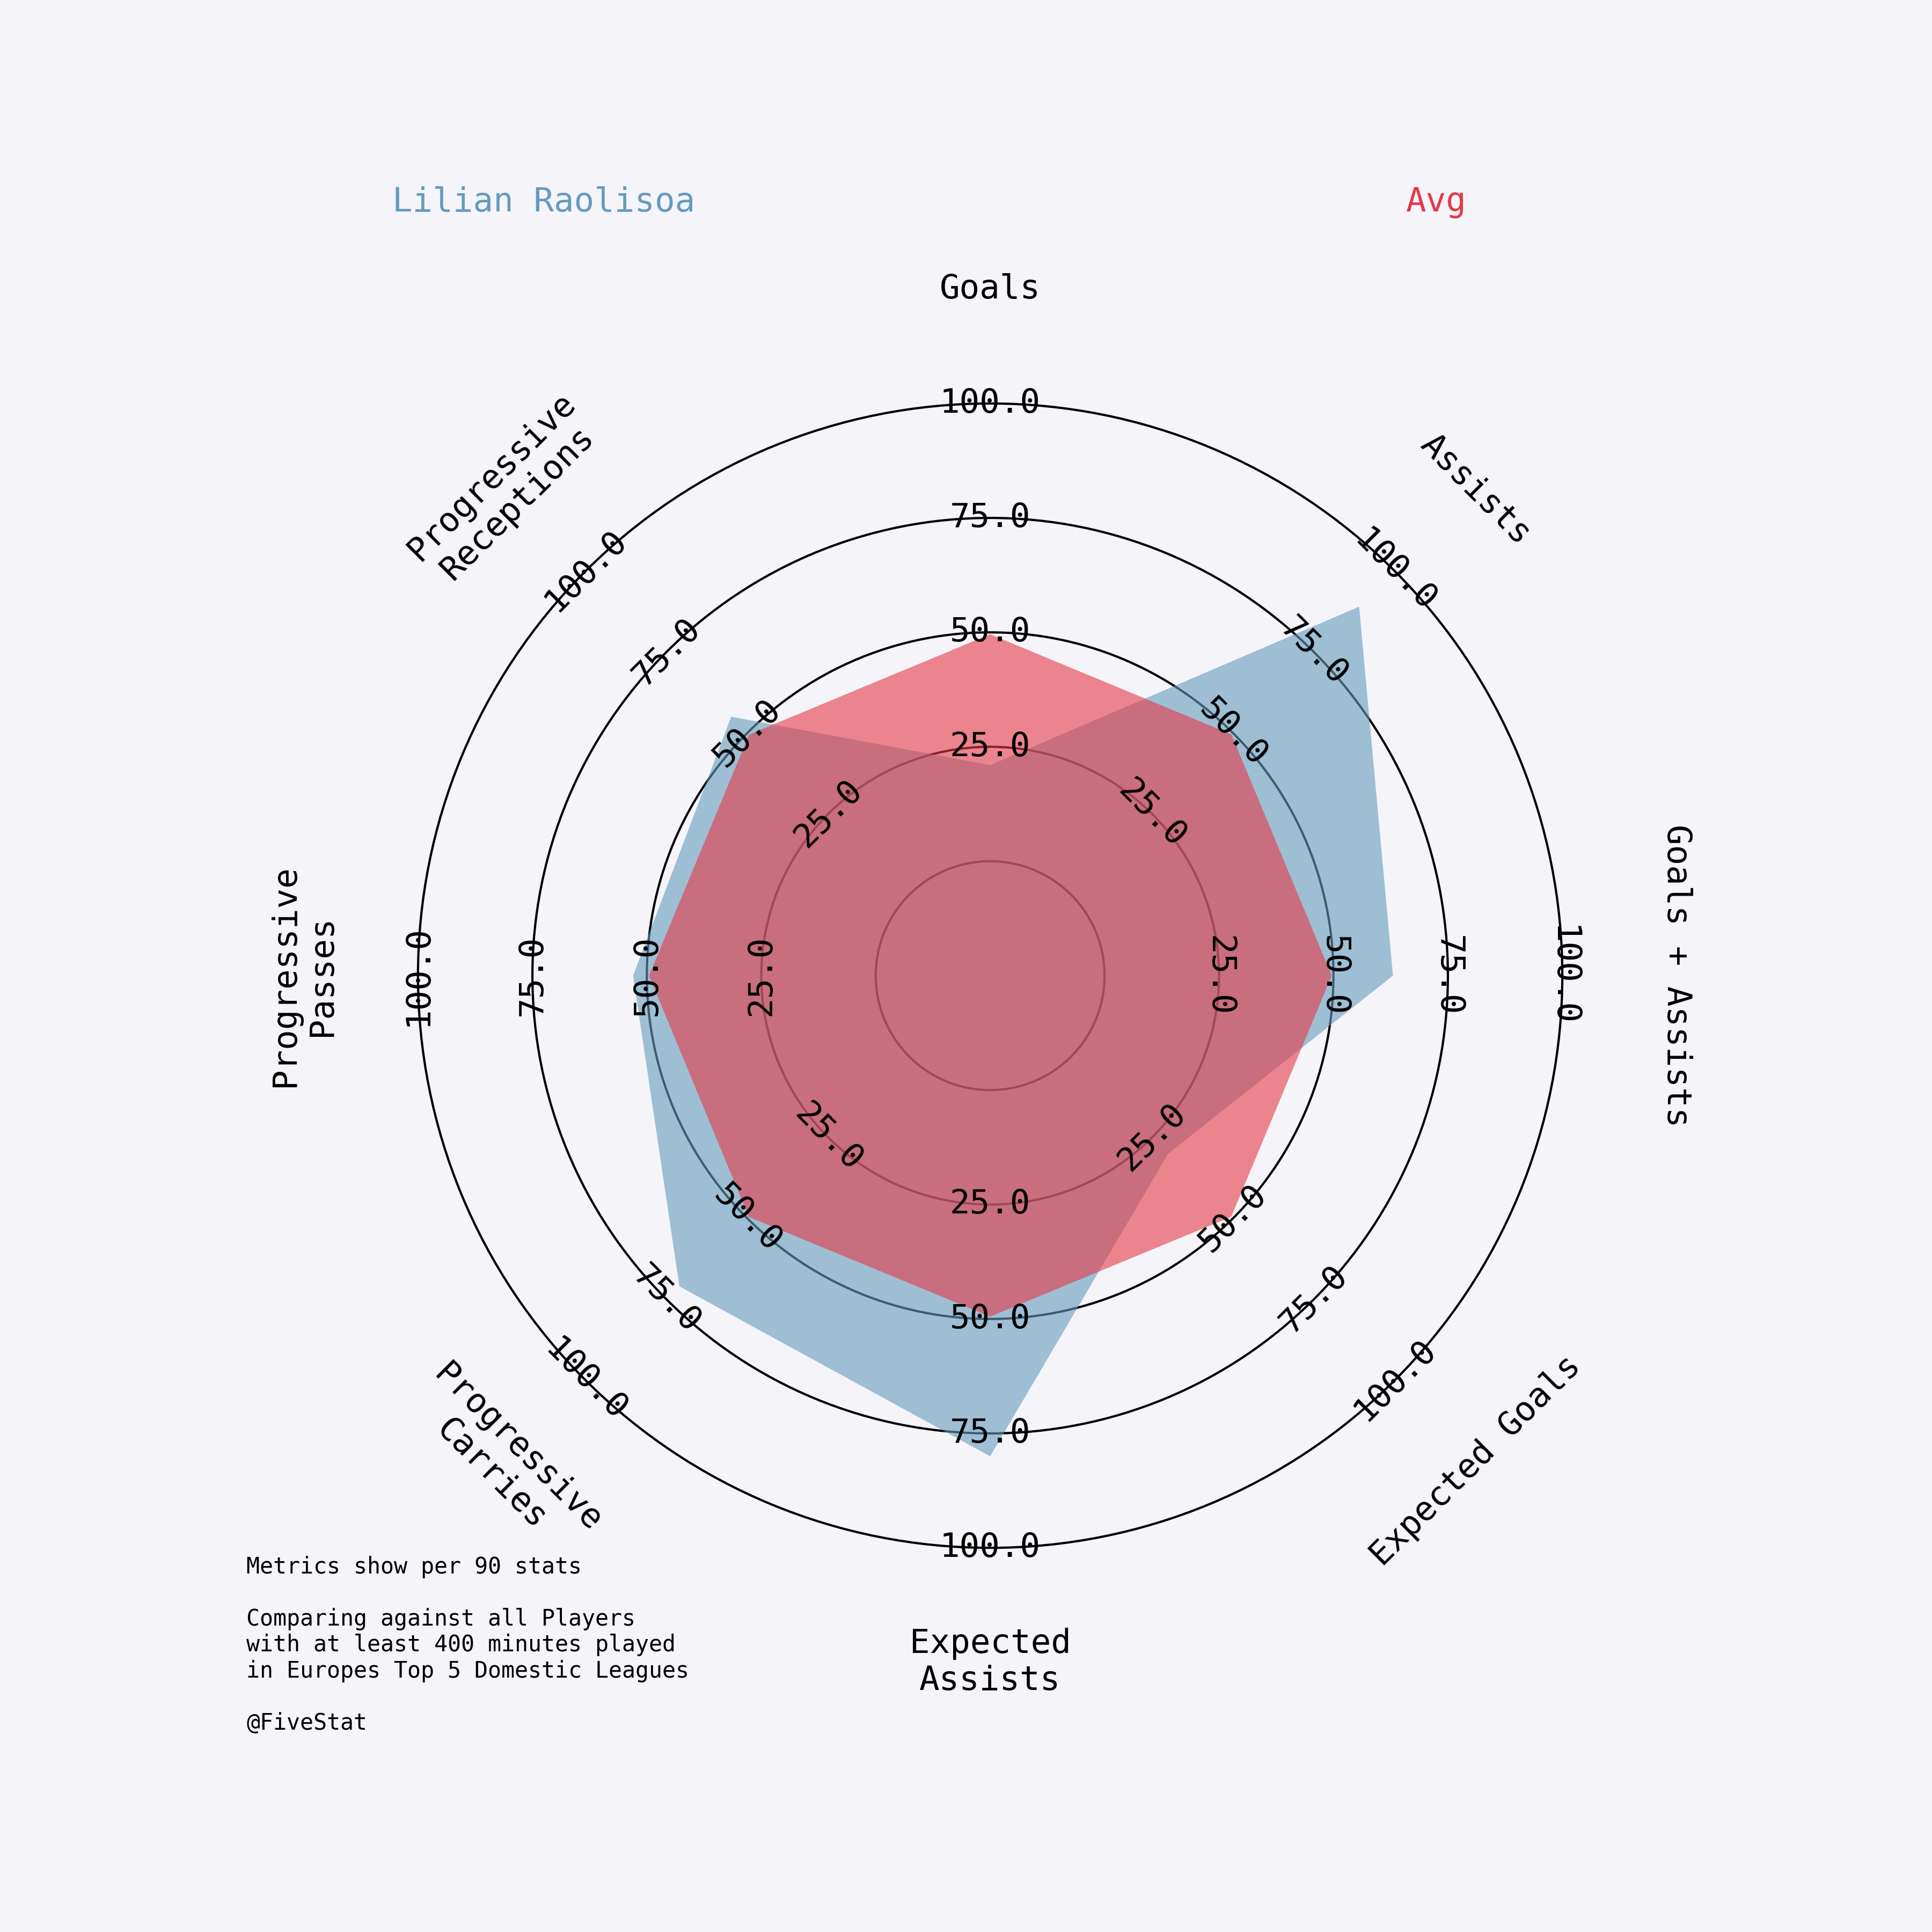 Lilian Raolisoa
Avg
Goals
Assists
Goals + Assists
Expected Goals
Expected
Assists
Progressive
Carries
Progressive
Passes
Progressive
Receptions
25.0
50.0
75.0
100.0
25.0
50.0
75.0
100.0
25.0
50.0
75.0
100.0
25.0
50.0
75.0
100.0
25.0
50.0
75.0
100.0
25.0
50.0
75.0
100.0
25.0
50.0
75.0
100.0
25.0
50.0
75.0
100.0
Metrics show per 90 stats
Comparing against all Players
with at least 400 minutes played
in Europes Top 5 Domestic Leagues
@FiveStat